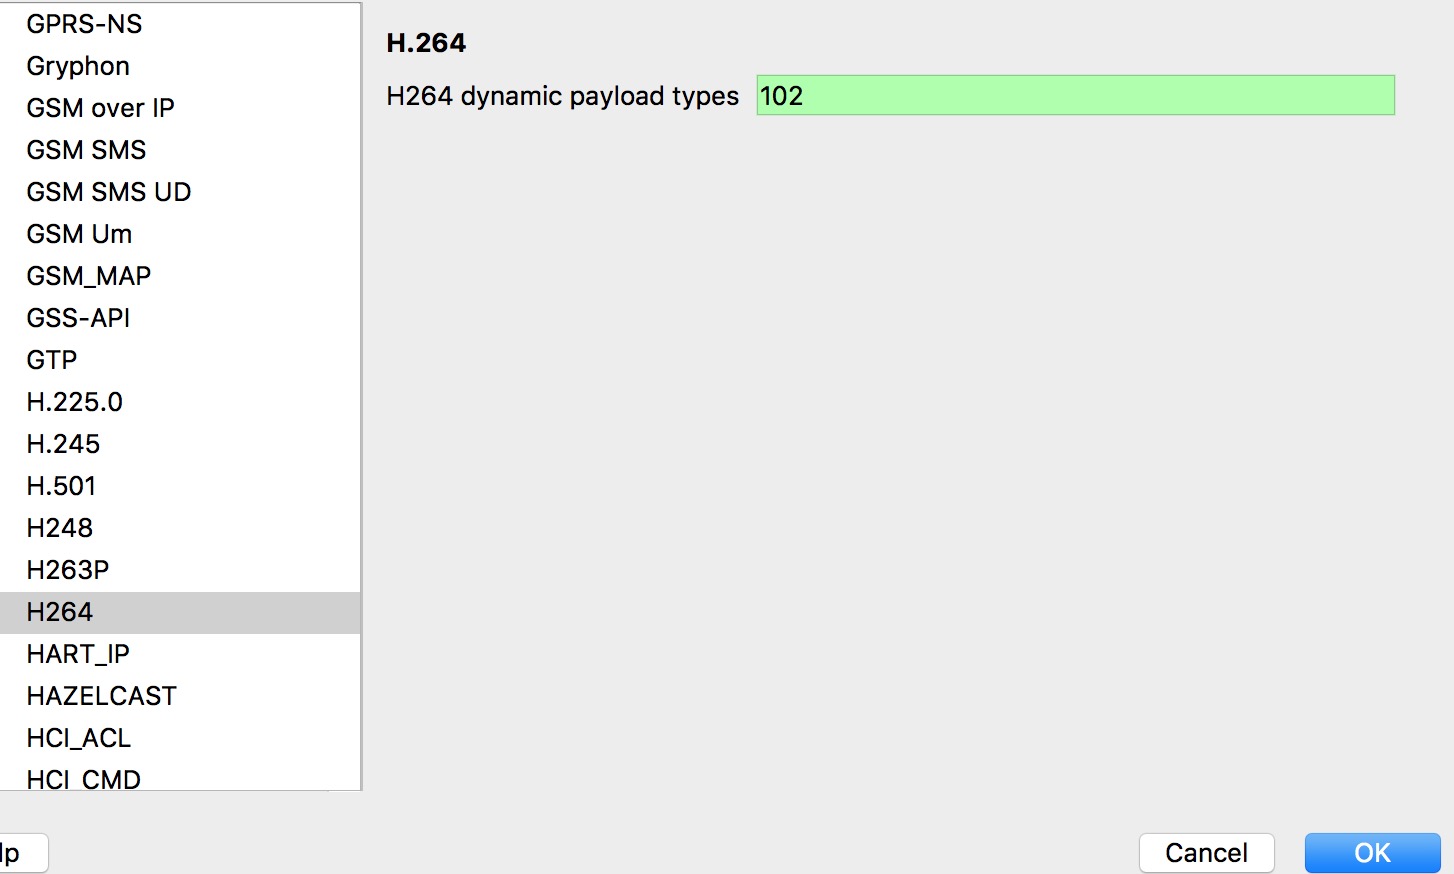 GPRS-NS
Gryphon
GSM over IP
GSM SMS
GSM SMS UD
GSM Um
GSM_MAP
GSS-API
GTP
H.225.0
H.245
H.501
H248
H263P
H264
HART_IP
HAZELCAST
HCI_ACL
HCI_CMD
H.264
H264 dynamic payload types 102
lp
Cancel
OK